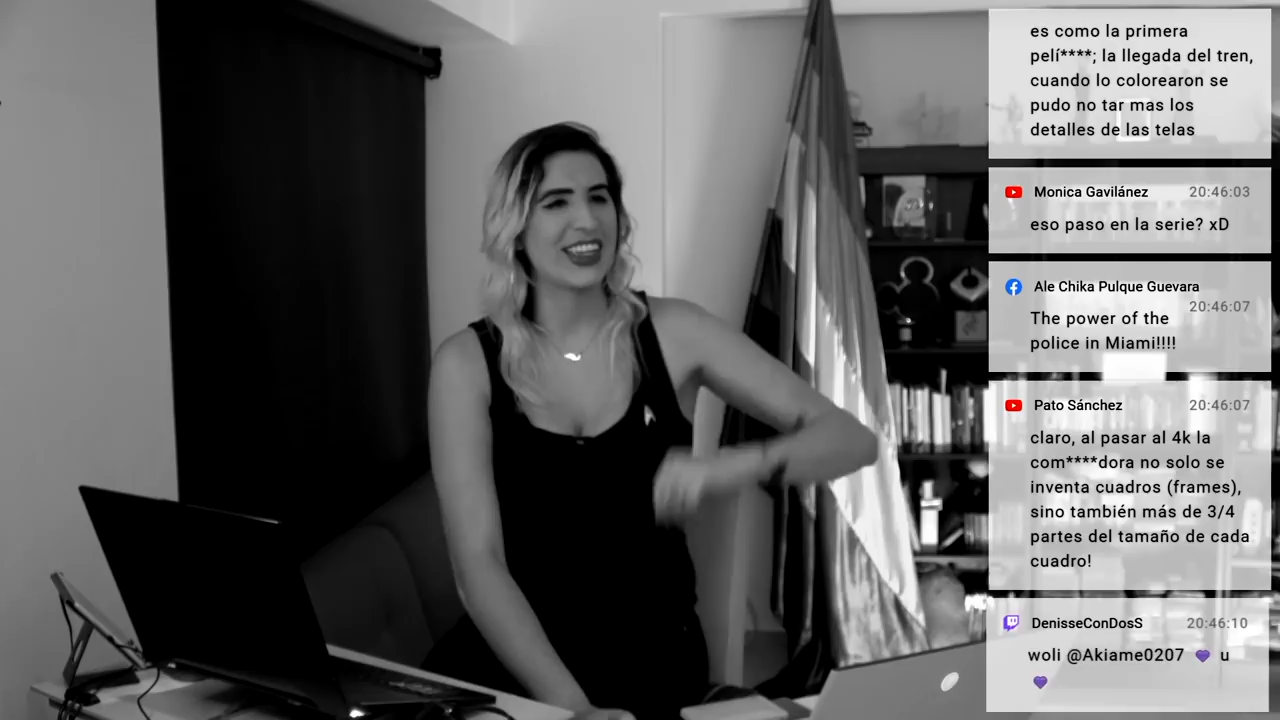 es como la primera
pelí****; la llegada del tren,
cuando lo colorearon se
pudo no tar mas los
detalles de las telas
Monica Gavilánez 20:46:03
eso paso en la serie? xD
Ale Chika Pulque Guevara
20:46:07
The power of the
police in Miami!!!!
Pato Sánchez 20:46:07
claro, al pasar al 4k la
com****dora no solo se
inventa cuadros (frames),
sino también más de 3/4
partes del tamaño de cada
cuadro!
DenisseConDosS 20:46:10
woli @Akiame0207 💜 u
💜